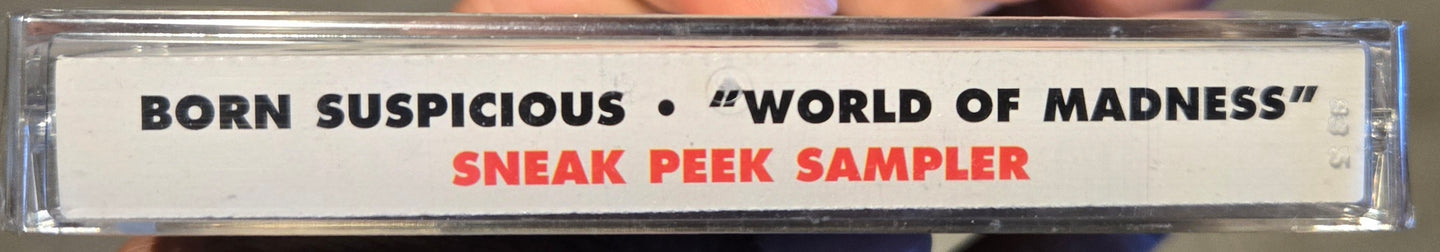 BORN SUSPICIOUS • "WORLD OF MADNESS"
SNEAK PEEK SAMPLER